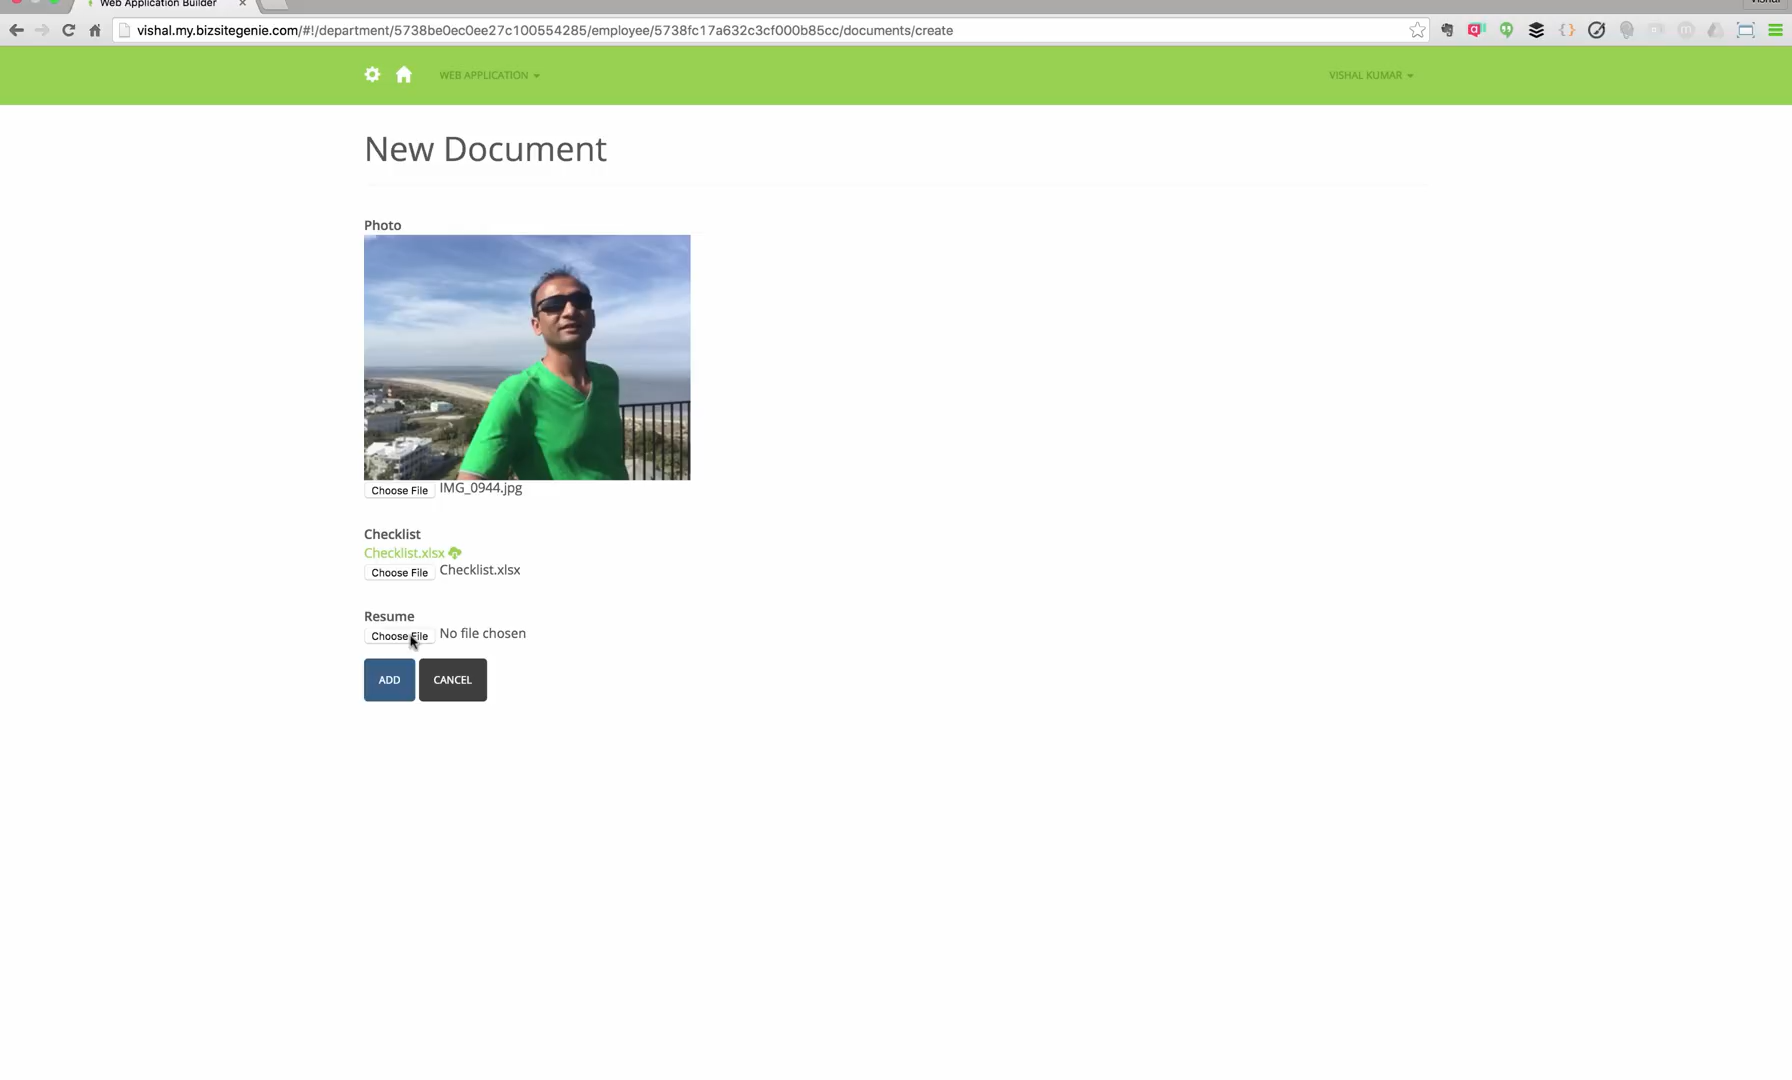 Web Application Builder
Vishal
vishal.my.bizsitegenie.com/#!/department/5738be0ec0ee27c100554285/employee/5738fc17a632c3cf000b85cc/documents/create
WEB APPLICATION
VISHAL KUMAR
New Document
Photo
Choose File IMG_0944.jpg
Checklist
Checklist.xlsx
Choose File Checklist.xlsx
Resume
Choose File No file chosen
ADD CANCEL